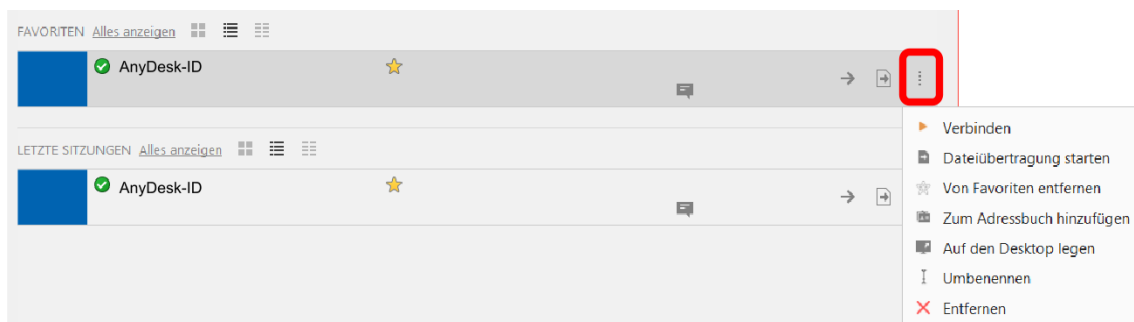 FAVORITEN Alles anzeigen
AnyDesk-ID
Verbinden
LETZTE SITZUNGEN Alles anzeigen
Dateiübertragung starten
AnyDesk-ID
Von Favoriten entfernen
Zum Adressbuch hinzufügen
Auf den Desktop legen
Umbenennen
Entfernen